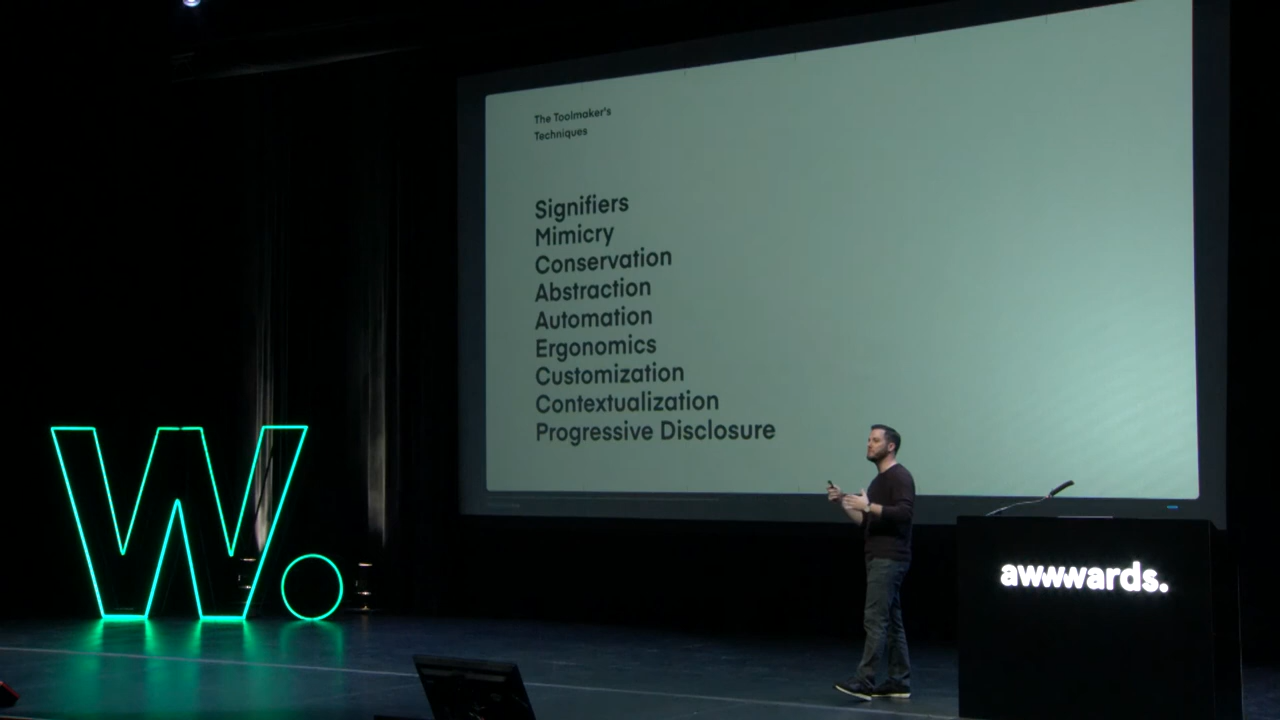 The Toolmaker's
Techniques
Signifiers
Mimicry
Conservation
Abstraction
Automation
Ergonomics
Customization
Contextualization
Progressive Disclosure
W.
awwwards.